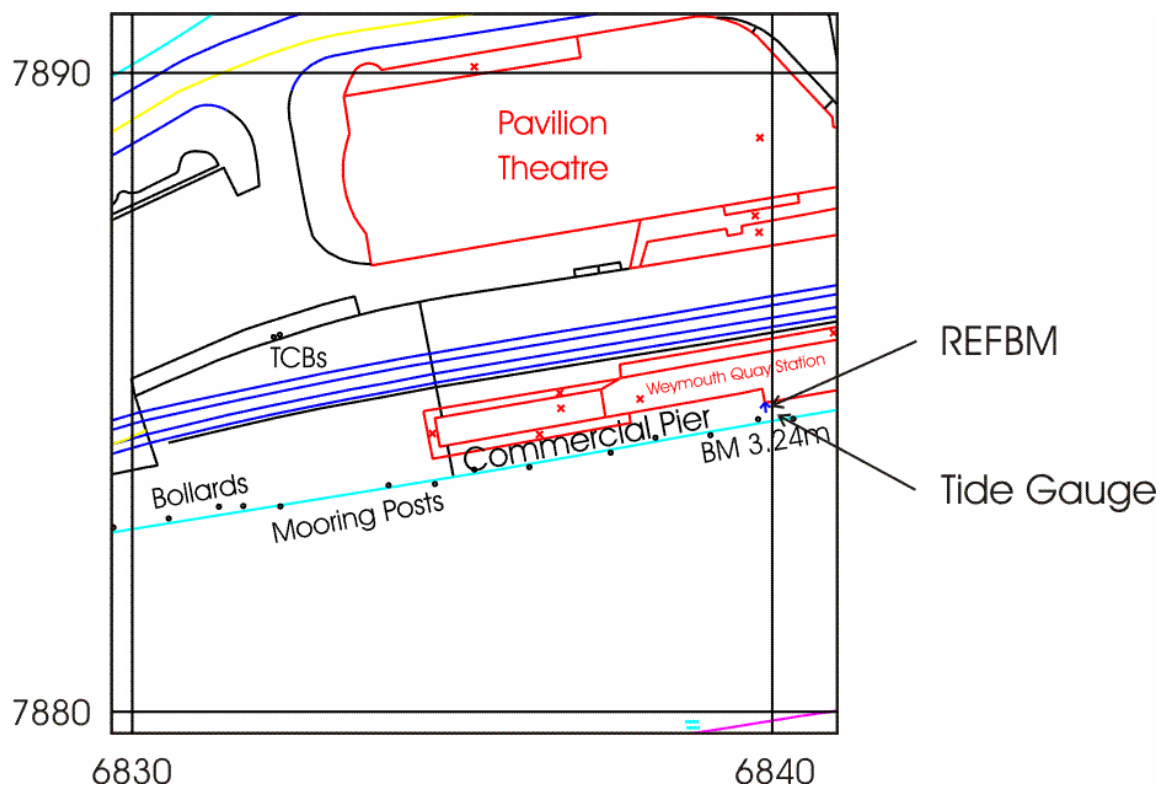 7890
Pavilion
Theatre
REFBM
TCBs
Weymouth Quay Station
Commercial Pier
BM 3.24m
Tide Gauge
Bollards
Mooring Posts
7880
6830
6840